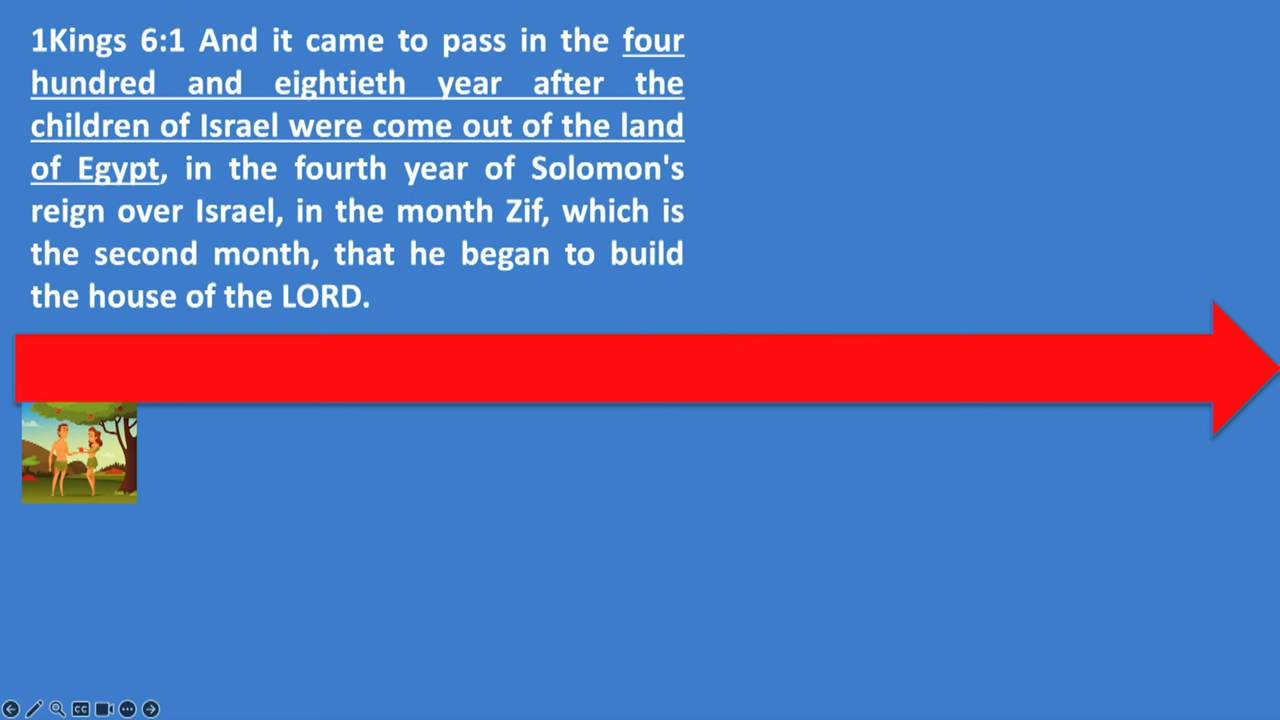 1Kings 6:1 And it came to pass in the four
hundred and eightieth year after the
children of Israel were come out of the land
of Egypt, in the fourth year of Solomon's
reign over Israel, in the month Zif, which is
the second month, that he began to build
the house of the LORD.
CC